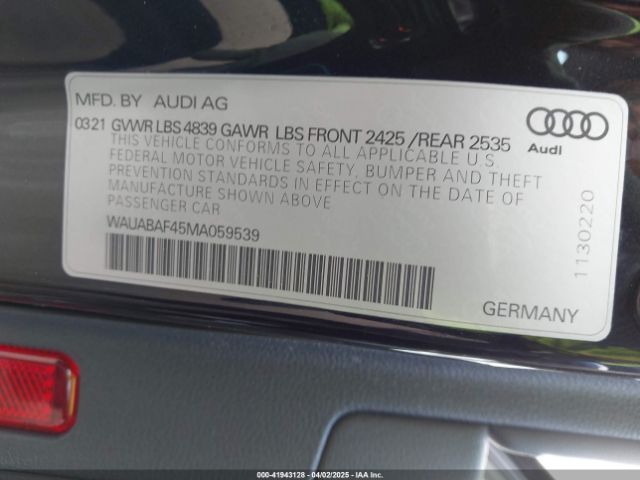 MFD. BY AUDI AG
0321 GVWR LBS 4839 GAWR LBS FRONT 2425 /REAR 2535
THIS VEHICLE CONFORMS TO ALL APPLICABLE U.S.
FEDERAL MOTOR VEHICLE SAFETY, BUMPER AND THEFT
PREVENTION STANDARDS IN EFFECT ON THE DATE OF
MANUFACTURE SHOWN ABOVE
PASSENGER CAR
WAUABAF45MA059539
Audi
1130220
GERMANY
000-41943128 - 04/02/2025 - IAAI Inc.